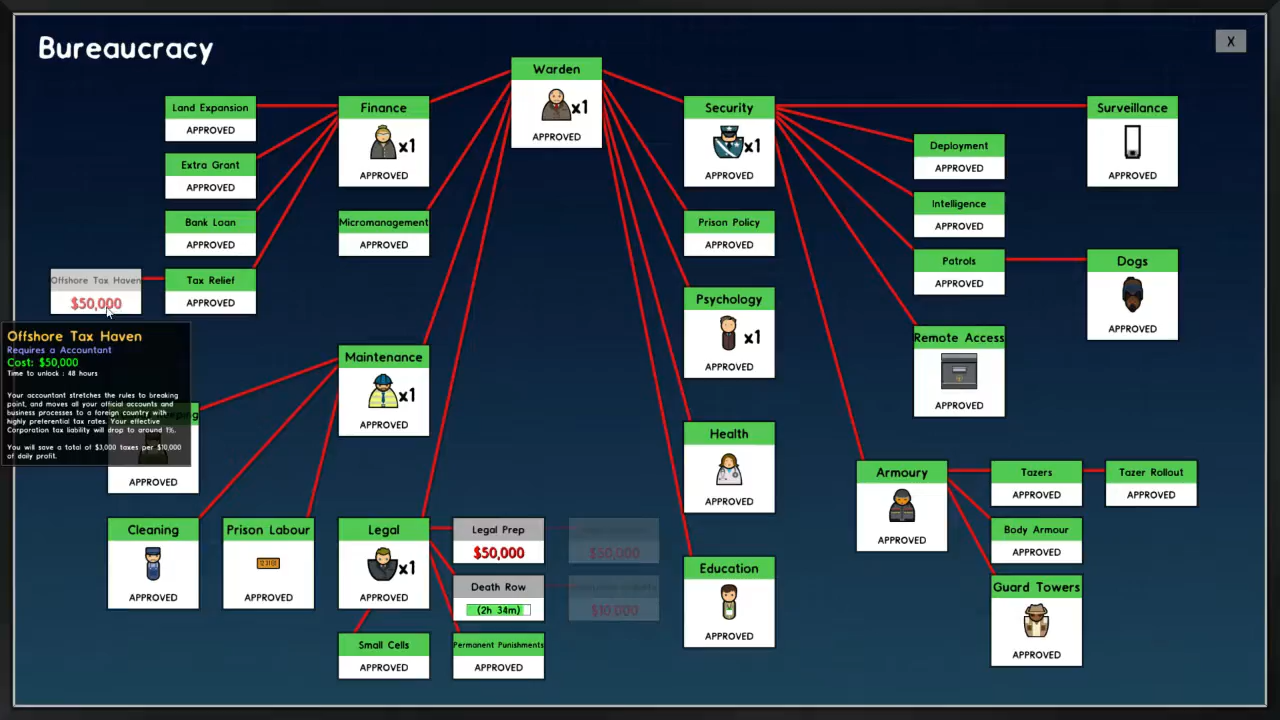 Bureaucracy
X
Warden
x1
APPROVED
Land Expansion
APPROVED
Finance
x1
APPROVED
Security
x1
APPROVED
Surveillance
APPROVED
Deployment
APPROVED
Extra Grant
APPROVED
Intelligence
APPROVED
Bank Loan
APPROVED
Micromanagement
APPROVED
Prison Policy
APPROVED
Patrols
APPROVED
Dogs
APPROVED
Offshore Tax Haven
$50,000
Tax Relief
APPROVED
Psychology
x1
APPROVED
Offshore Tax Haven
Requires a Accountant
Cost: $50,000
Time to unlock : 48 hours
Your accountant stretches the rules to breaking
point, and moves all your official accounts and
business processes to a foreign country with
highly preferential tax rates. Your effective
Corporation tax liability will drop to around 1%.
You will save a total of $3,000 taxes per $10,000
of daily profit.
APPROVED
Maintenance
x1
APPROVED
Remote Access
APPROVED
Health
APPROVED
Armoury
APPROVED
Tazers
APPROVED
Tazer Rollout
APPROVED
Body Armour
APPROVED
Guard Towers
APPROVED
Cleaning
APPROVED
Prison Labour
APPROVED
Legal
x1
APPROVED
Legal Prep
$50,000
$50,000
Death Row
(2h 34m)
$10,000
Education
APPROVED
Small Cells
APPROVED
Permanent Punishments
APPROVED